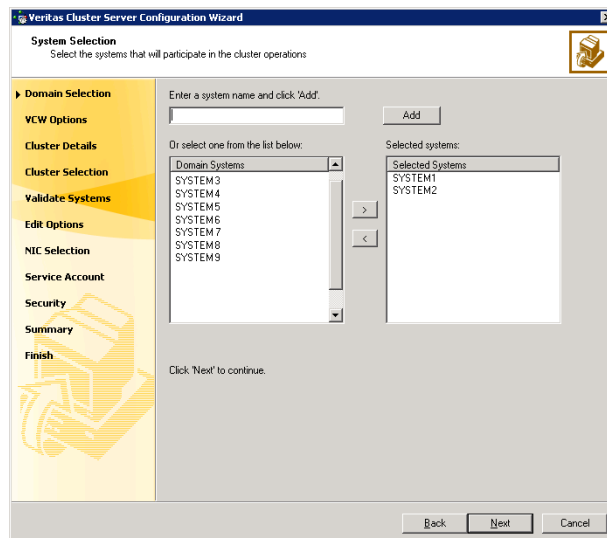 Veritas Cluster Server Configuration Wizard
System Selection
Select the systems that will participate in the cluster operations
Domain Selection
VCW Options
Cluster Details
Cluster Selection
Validate Systems
Edit Options
NIC Selection
Service Account
Security
Summary
Finish
Enter a system name and click 'Add'.
Add
Or select one from the list below:
Domain Systems
SYSTEM3
SYSTEM4
SYSTEM5
SYSTEM6
SYSTEM7
SYSTEM8
SYSTEM9
>
<
Selected systems:
Selected Systems
SYSTEM1
SYSTEM2
Click 'Next' to continue.
Back
Next
Cancel